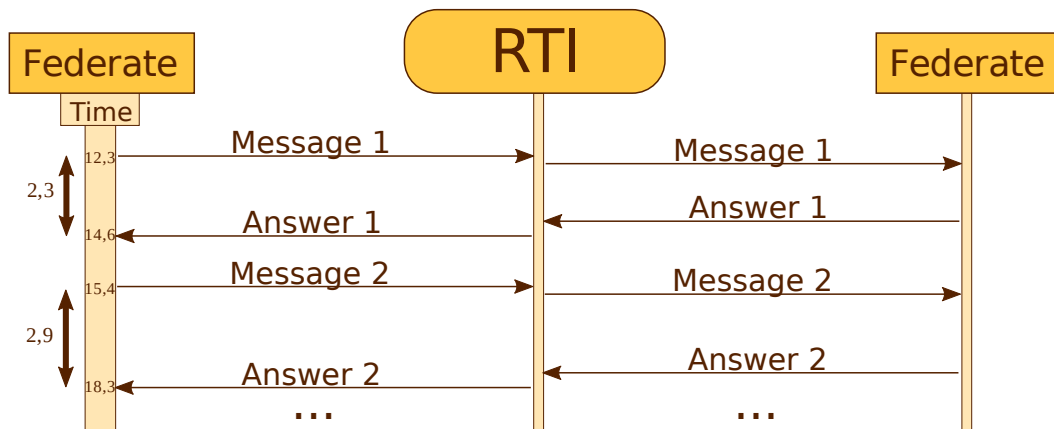 Federate
RTI
Federate
Time
12,3
Message 1
Message 1
2,3
Answer 1
14,6
Answer 1
15,4
Message 2
Message 2
2,9
Answer 2
18,3
Answer 2
...
...